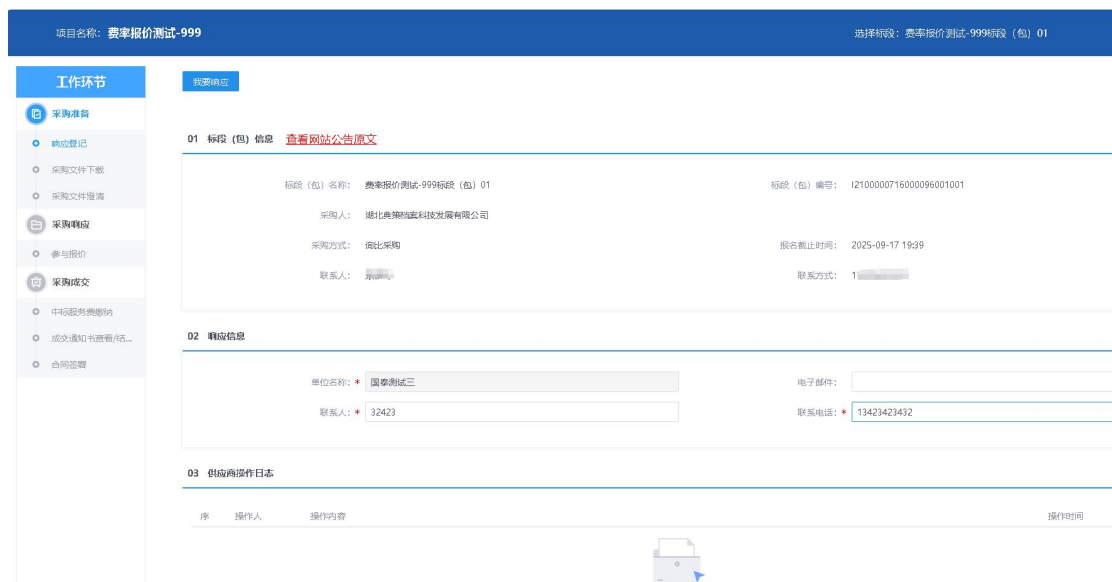 项目名称: 费率报价测试-999 选择标段: 费率报价测试-999标段（包）01
工作环节
采购准备
响应登记
采购文件下载
采购文件澄清
采购响应
参与报价
采购成交
中标服务费缴纳
成交通知书查看/结...
合同签署
我要响应
01 标段（包）信息 查看网站公告原文
标段（包）名称: 费率报价测试-999标段（包）01 标段（包）编号: I2100000716000096001001
采购人: 湖北典策档案科技发展有限公司
采购方式: 询比采购 报名截止时间: 2025-09-17 19:39
联系人: 联系方式: 1
02 响应信息
单位名称: * 国泰测试三 电子邮件:
联系人: * 32423 联系电话: * 13423423432
03 供应商操作日志
序 操作人 操作内容 操作时间